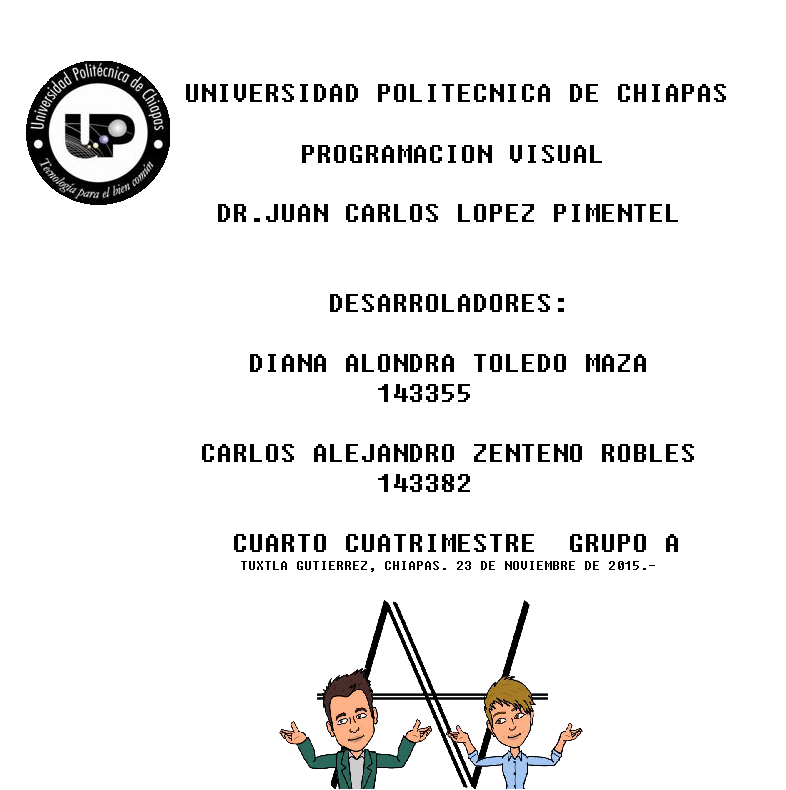 Universidad Politécnica de Chiapas
UP
Tecnología para el bien común
UNIVERSIDAD POLITECNICA DE CHIAPAS
PROGRAMACION VISUAL
DR.JUAN CARLOS LOPEZ PIMENTEL
DESARROLADORES:
DIANA ALONDRA TOLEDO MAZA
143355
CARLOS ALEJANDRO ZENTENO ROBLES
143382
CUARTO CUATRIMESTRE  GRUPO A
TUXTLA GUTIERREZ, CHIAPAS. 23 DE NOVIEMBRE DE 2015.-